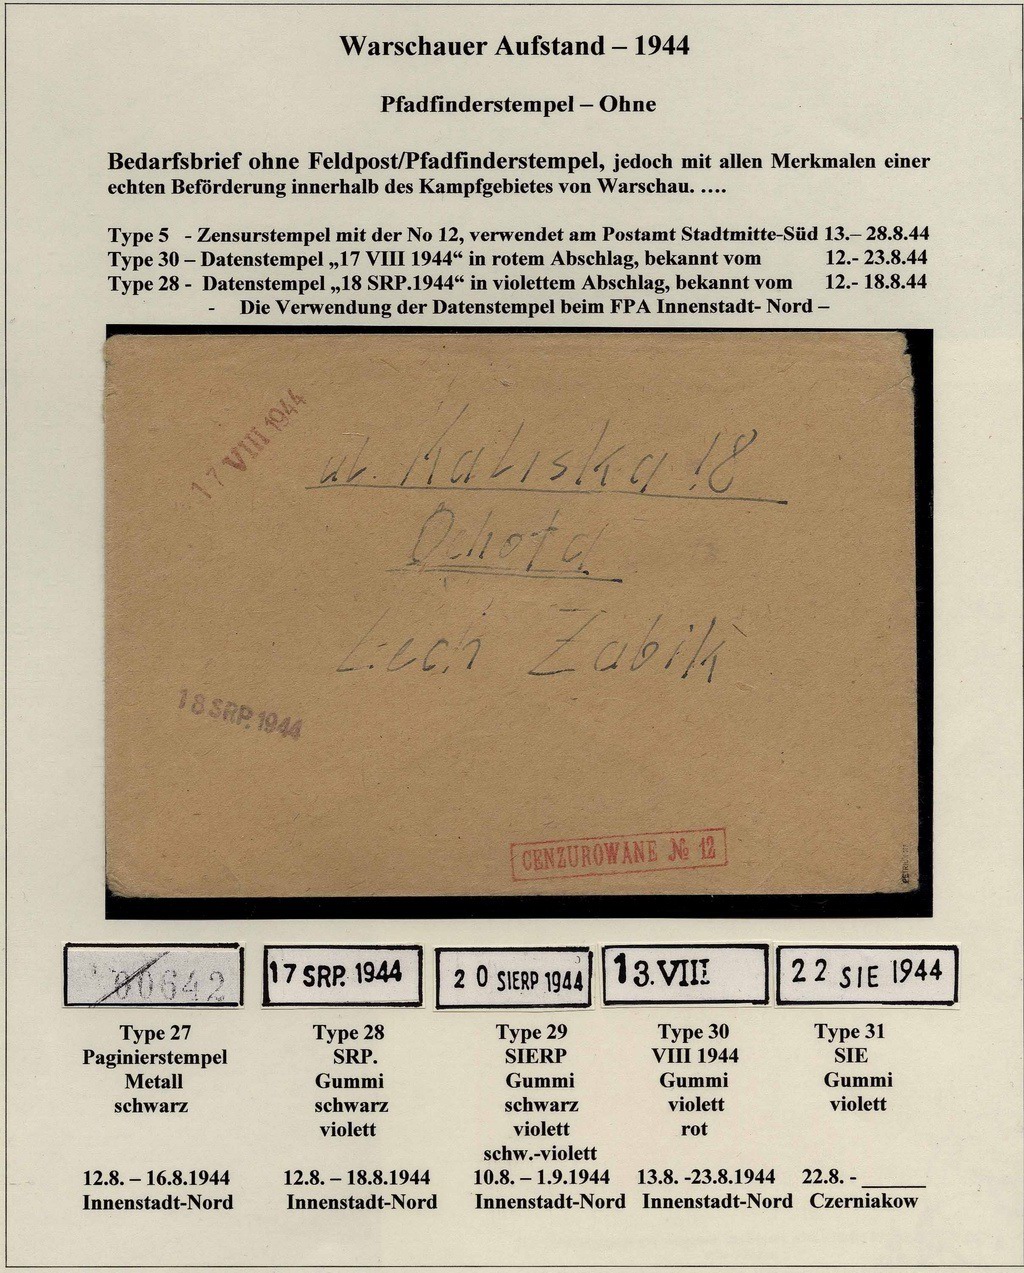 Warschauer Aufstand – 1944
Pfadfinderstempel – Ohne
Bedarfsbrief ohne Feldpost/Pfadfinderstempel, jedoch mit allen Merkmalen einer
echten Beförderung innerhalb des Kampfgebietes von Warschau. ….
Type 5 - Zensurstempel mit der No 12, verwendet am Postamt Stadtmitte-Süd 13.– 28.8.44
Type 30 – Datenstempel „17 VIII 1944“ in rotem Abschlag, bekannt vom 12.- 23.8.44
Type 28 - Datenstempel „18 SRP.1944“ in violettem Abschlag, bekannt vom 12.- 18.8.44
- Die Verwendung der Datenstempel beim FPA Innenstadt- Nord –
17 VIII 1944
ul. Kaliska 18
Ochota
Lech Zabik
18 SRP. 1944
CENZUROWANE № 12
00642 17 SRP. 1944 20 SIERP 1944 13. VIII 22 SIE 1944
Type 27 Type 28 Type 29 Type 30 Type 31
Paginierstempel SRP. SIERP VIII 1944 SIE
Metall Gummi Gummi Gummi Gummi
schwarz schwarz schwarz violett violett
violett violett rot
schw.-violett
12.8. – 16.8.1944 12.8. – 18.8.1944 10.8. – 1.9.1944 13.8. -23.8.1944 22.8. - ______
Innenstadt-Nord Innenstadt-Nord Innenstadt-Nord Innenstadt-Nord Czerniakow